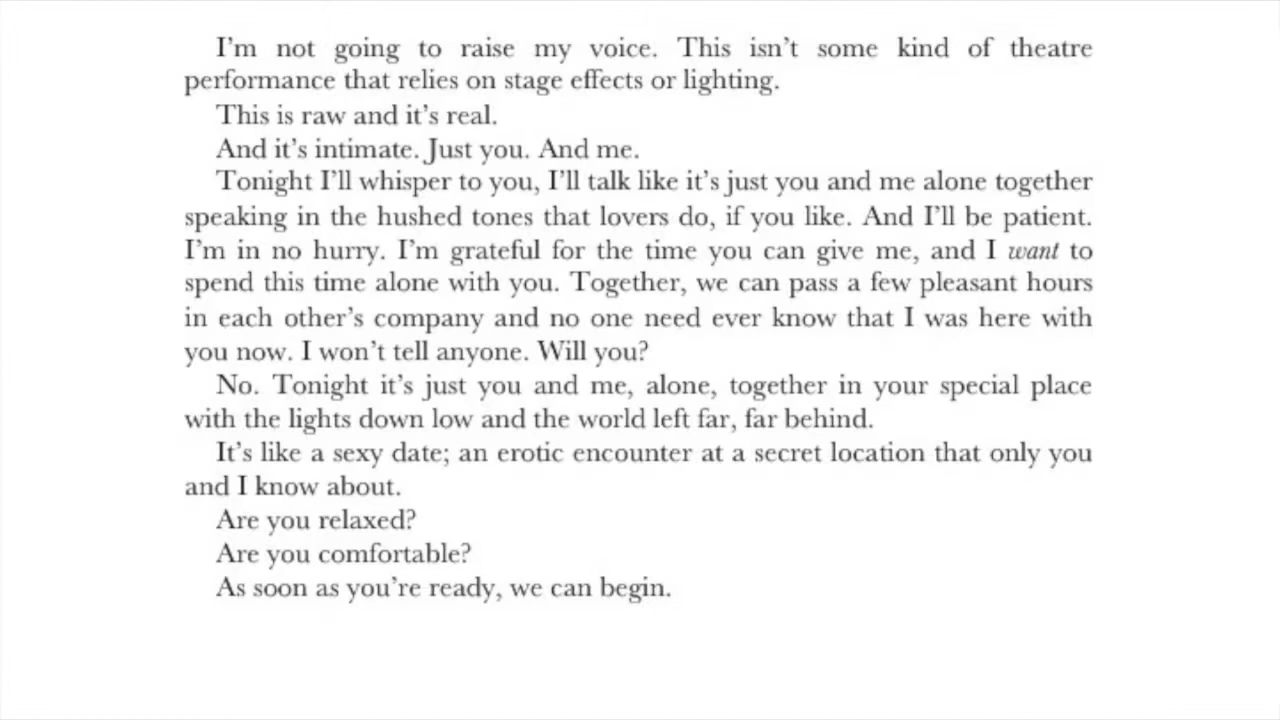 I'm not going to raise my voice. This isn't some kind of theatre
performance that relies on stage effects or lighting.
This is raw and it's real.
And it's intimate. Just you. And me.
Tonight I'll whisper to you, I'll talk like it's just you and me alone together
speaking in the hushed tones that lovers do, if you like. And I'll be patient.
I'm in no hurry. I'm grateful for the time you can give me, and I want to
spend this time alone with you. Together, we can pass a few pleasant hours
in each other's company and no one need ever know that I was here with
you now. I won't tell anyone. Will you?
No. Tonight it's just you and me, alone, together in your special place
with the lights down low and the world left far, far behind.
It's like a sexy date; an erotic encounter at a secret location that only you
and I know about.
Are you relaxed?
Are you comfortable?
As soon as you're ready, we can begin.